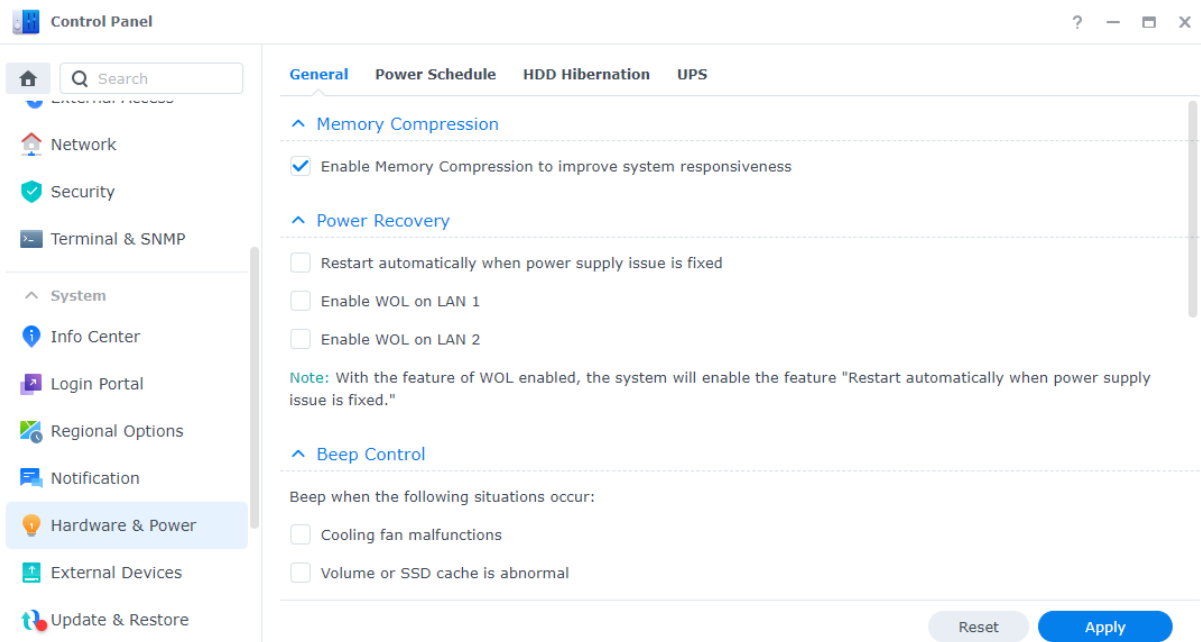 Control Panel
Search
External Access
Network
Security
Terminal & SNMP
System
Info Center
Login Portal
Regional Options
Notification
Hardware & Power
External Devices
Update & Restore
General Power Schedule HDD Hibernation UPS
Memory Compression
Enable Memory Compression to improve system responsiveness
Power Recovery
Restart automatically when power supply issue is fixed
Enable WOL on LAN 1
Enable WOL on LAN 2
Note: With the feature of WOL enabled, the system will enable the feature "Restart automatically when power supply
issue is fixed."
Beep Control
Beep when the following situations occur:
Cooling fan malfunctions
Volume or SSD cache is abnormal
Reset Apply